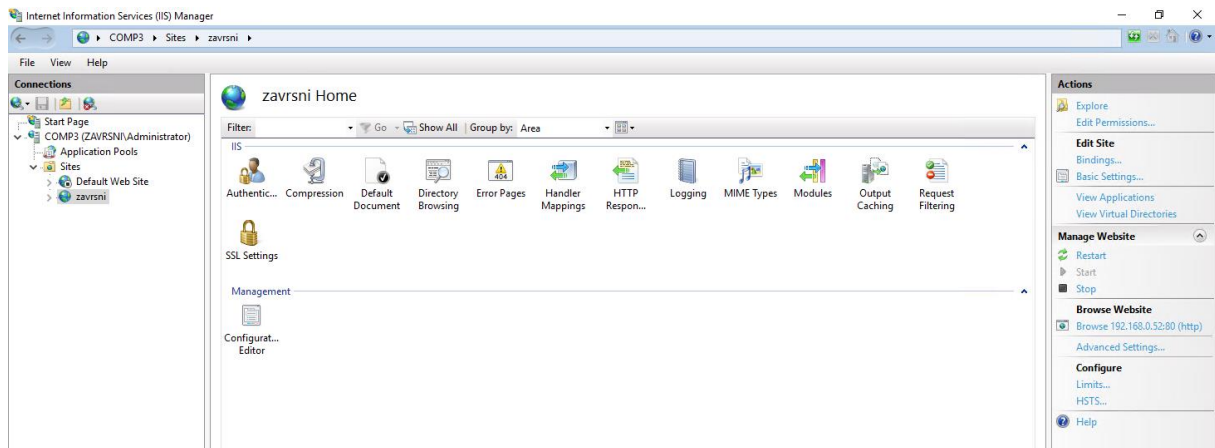 Internet Information Services (IIS) Manager
COMP3 Sites zavrsni
File View Help
Connections
Start Page
COMP3 (ZAVRSNI\Administrator)
Application Pools
Sites
Default Web Site
zavrsni
zavrsni Home
Filter: Go Show All Group by: Area
IIS
Authentic... Compression Default Document Directory Browsing Error Pages Handler Mappings HTTP Respon... Logging MIME Types Modules Output Caching Request Filtering
404
SSL Settings
Management
Configurat... Editor
Actions
Explore
Edit Permissions...
Edit Site
Bindings...
Basic Settings...
View Applications
View Virtual Directories
Manage Website
Restart
Start
Stop
Browse Website
Browse 192.168.0.52:80 (http)
Advanced Settings...
Configure
Limits...
HSTS...
Help